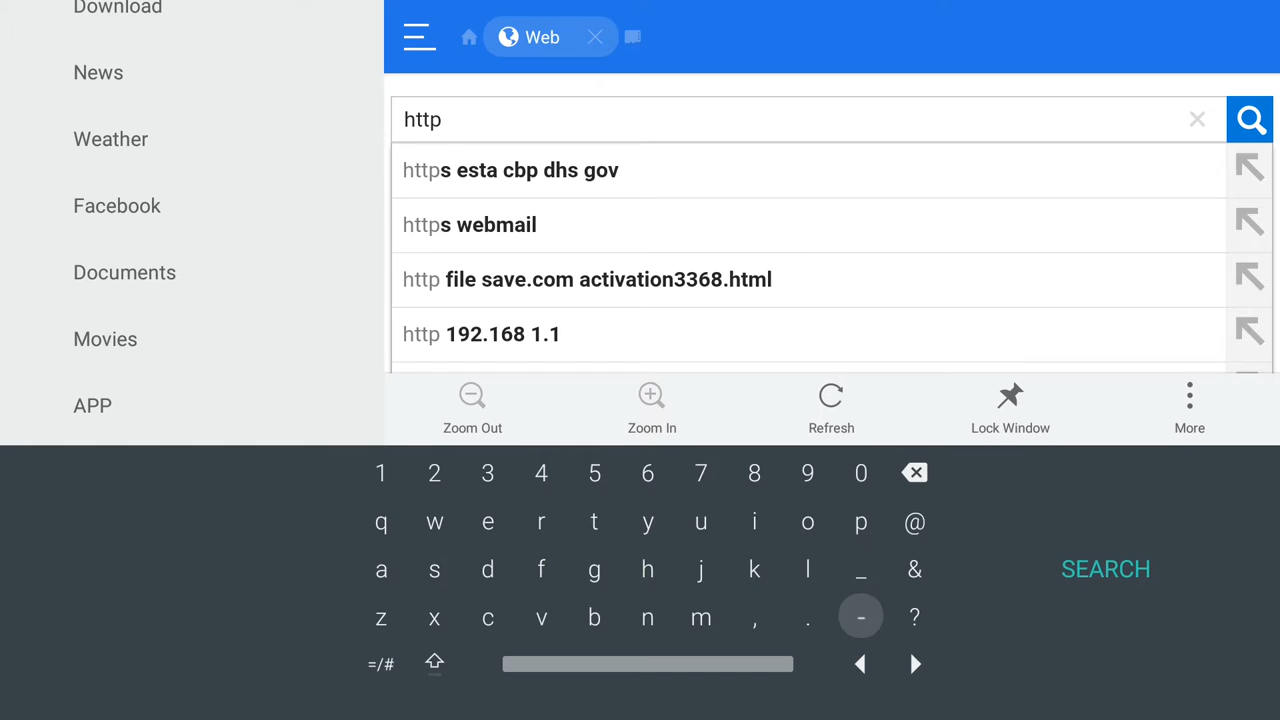 Download
News
Weather
Facebook
Documents
Movies
APP
Web
http
https esta cbp dhs gov
https webmail
http file save.com activation3368.html
http 192.168 1.1
Zoom Out
Zoom In
Refresh
Lock Window
More
1 2 3 4 5 6 7 8 9 0
q w e r t y u i o p @
a s d f g h j k l _ &
z x c v b n m , . - ?
=/#
SEARCH